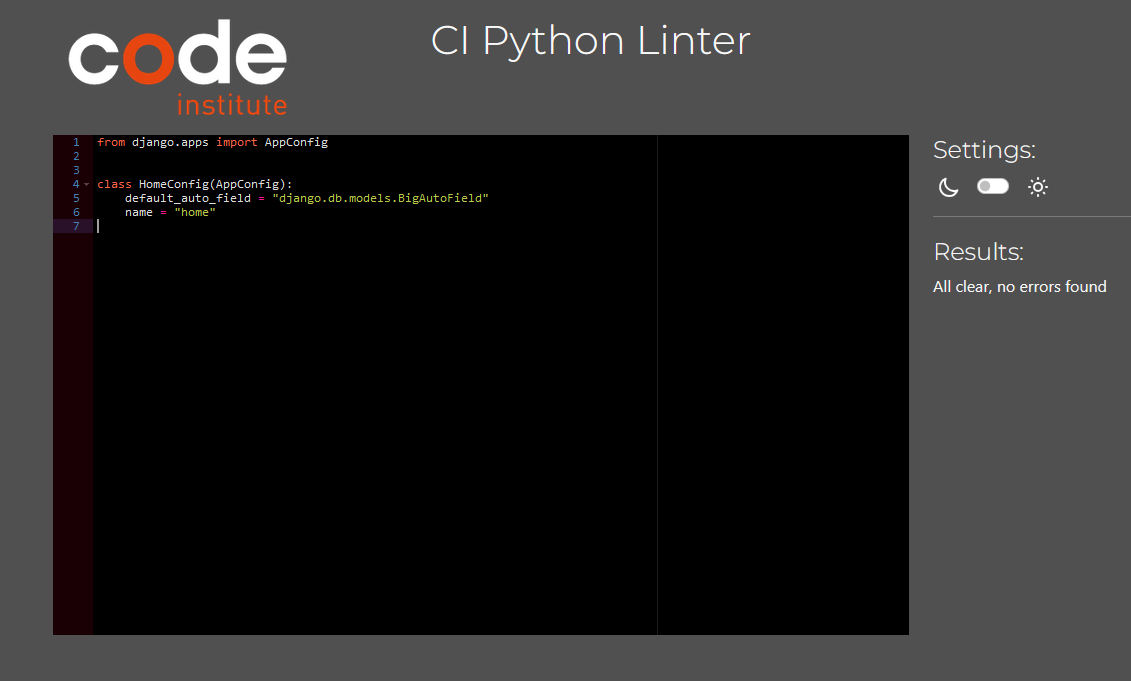 code
institute
CI Python Linter
1 from django.apps import AppConfig
2
3
4 class HomeConfig(AppConfig):
5     default_auto_field = "django.db.models.BigAutoField"
6     name = "home"
7
Settings:
Results:
All clear, no errors found